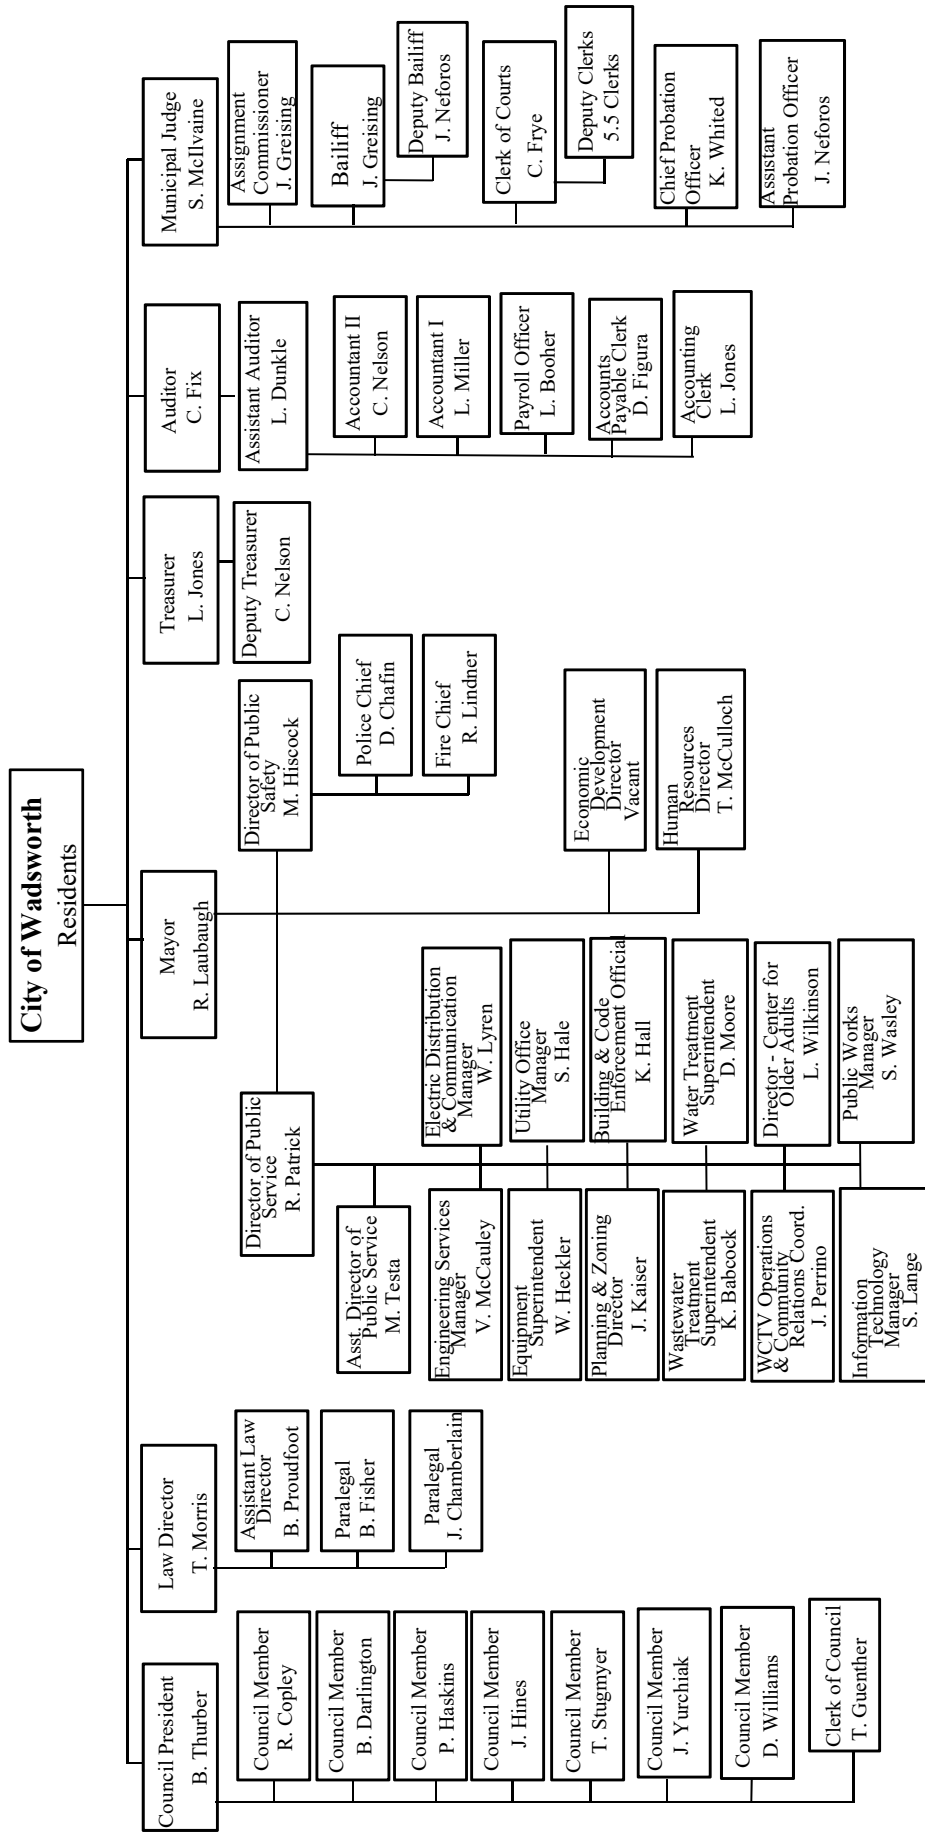 City of Wadsworth
Residents
Council President
B. Thurber
Council Member
R. Copley
Council Member
B. Darlington
Council Member
P. Haskins
Council Member
J. Hines
Council Member
T. Stugmyer
Council Member
J. Yurchiak
Council Member
D. Williams
Clerk of Council
T. Guenther
Law Director
T. Morris
Assistant Law
Director
B. Proudfoot
Paralegal
B. Fisher
Paralegal
J. Chamberlain
Mayor
R. Laubaugh
Director of Public
Service
R. Patrick
Asst. Director of
Public Service
M. Testa
Engineering Services
Manager
V. McCauley
Electric Distribution
& Communication
Manager
W. Lyren
Equipment
Superintendent
W. Heckler
Utility Office
Manager
S. Hale
Planning & Zoning
Director
J. Kaiser
Building & Code
Enforcement Official
K. Hall
Wastewater
Treatment
Superintendent
K. Babcock
Water Treatment
Superintendent
D. Moore
WCTV Operations
& Community
Relations Coord.
J. Perrino
Director - Center for
Older Adults
L. Wilkinson
Information
Technology
Manager
S. Lange
Public Works
Manager
S. Wasley
Director of Public
Safety
M. Hiscock
Police Chief
D. Chafin
Fire Chief
R. Lindner
Economic
Development
Director
Vacant
Human
Resources
Director
T. McCulloch
Treasurer
L. Jones
Deputy Treasurer
C. Nelson
Auditor
C. Fix
Assistant Auditor
L. Dunkle
Accountant II
C. Nelson
Accountant I
L. Miller
Payroll Officer
L. Booher
Accounts
Payable Clerk
D. Figura
Accounting
Clerk
L. Jones
Municipal Judge
S. McIlvaine
Assignment
Commissioner
J. Greising
Bailiff
J. Greising
Deputy Bailiff
J. Neforos
Clerk of Courts
C. Frye
Deputy Clerks
5.5 Clerks
Chief Probation
Officer
K. Whited
Assistant
Probation Officer
J. Neforos